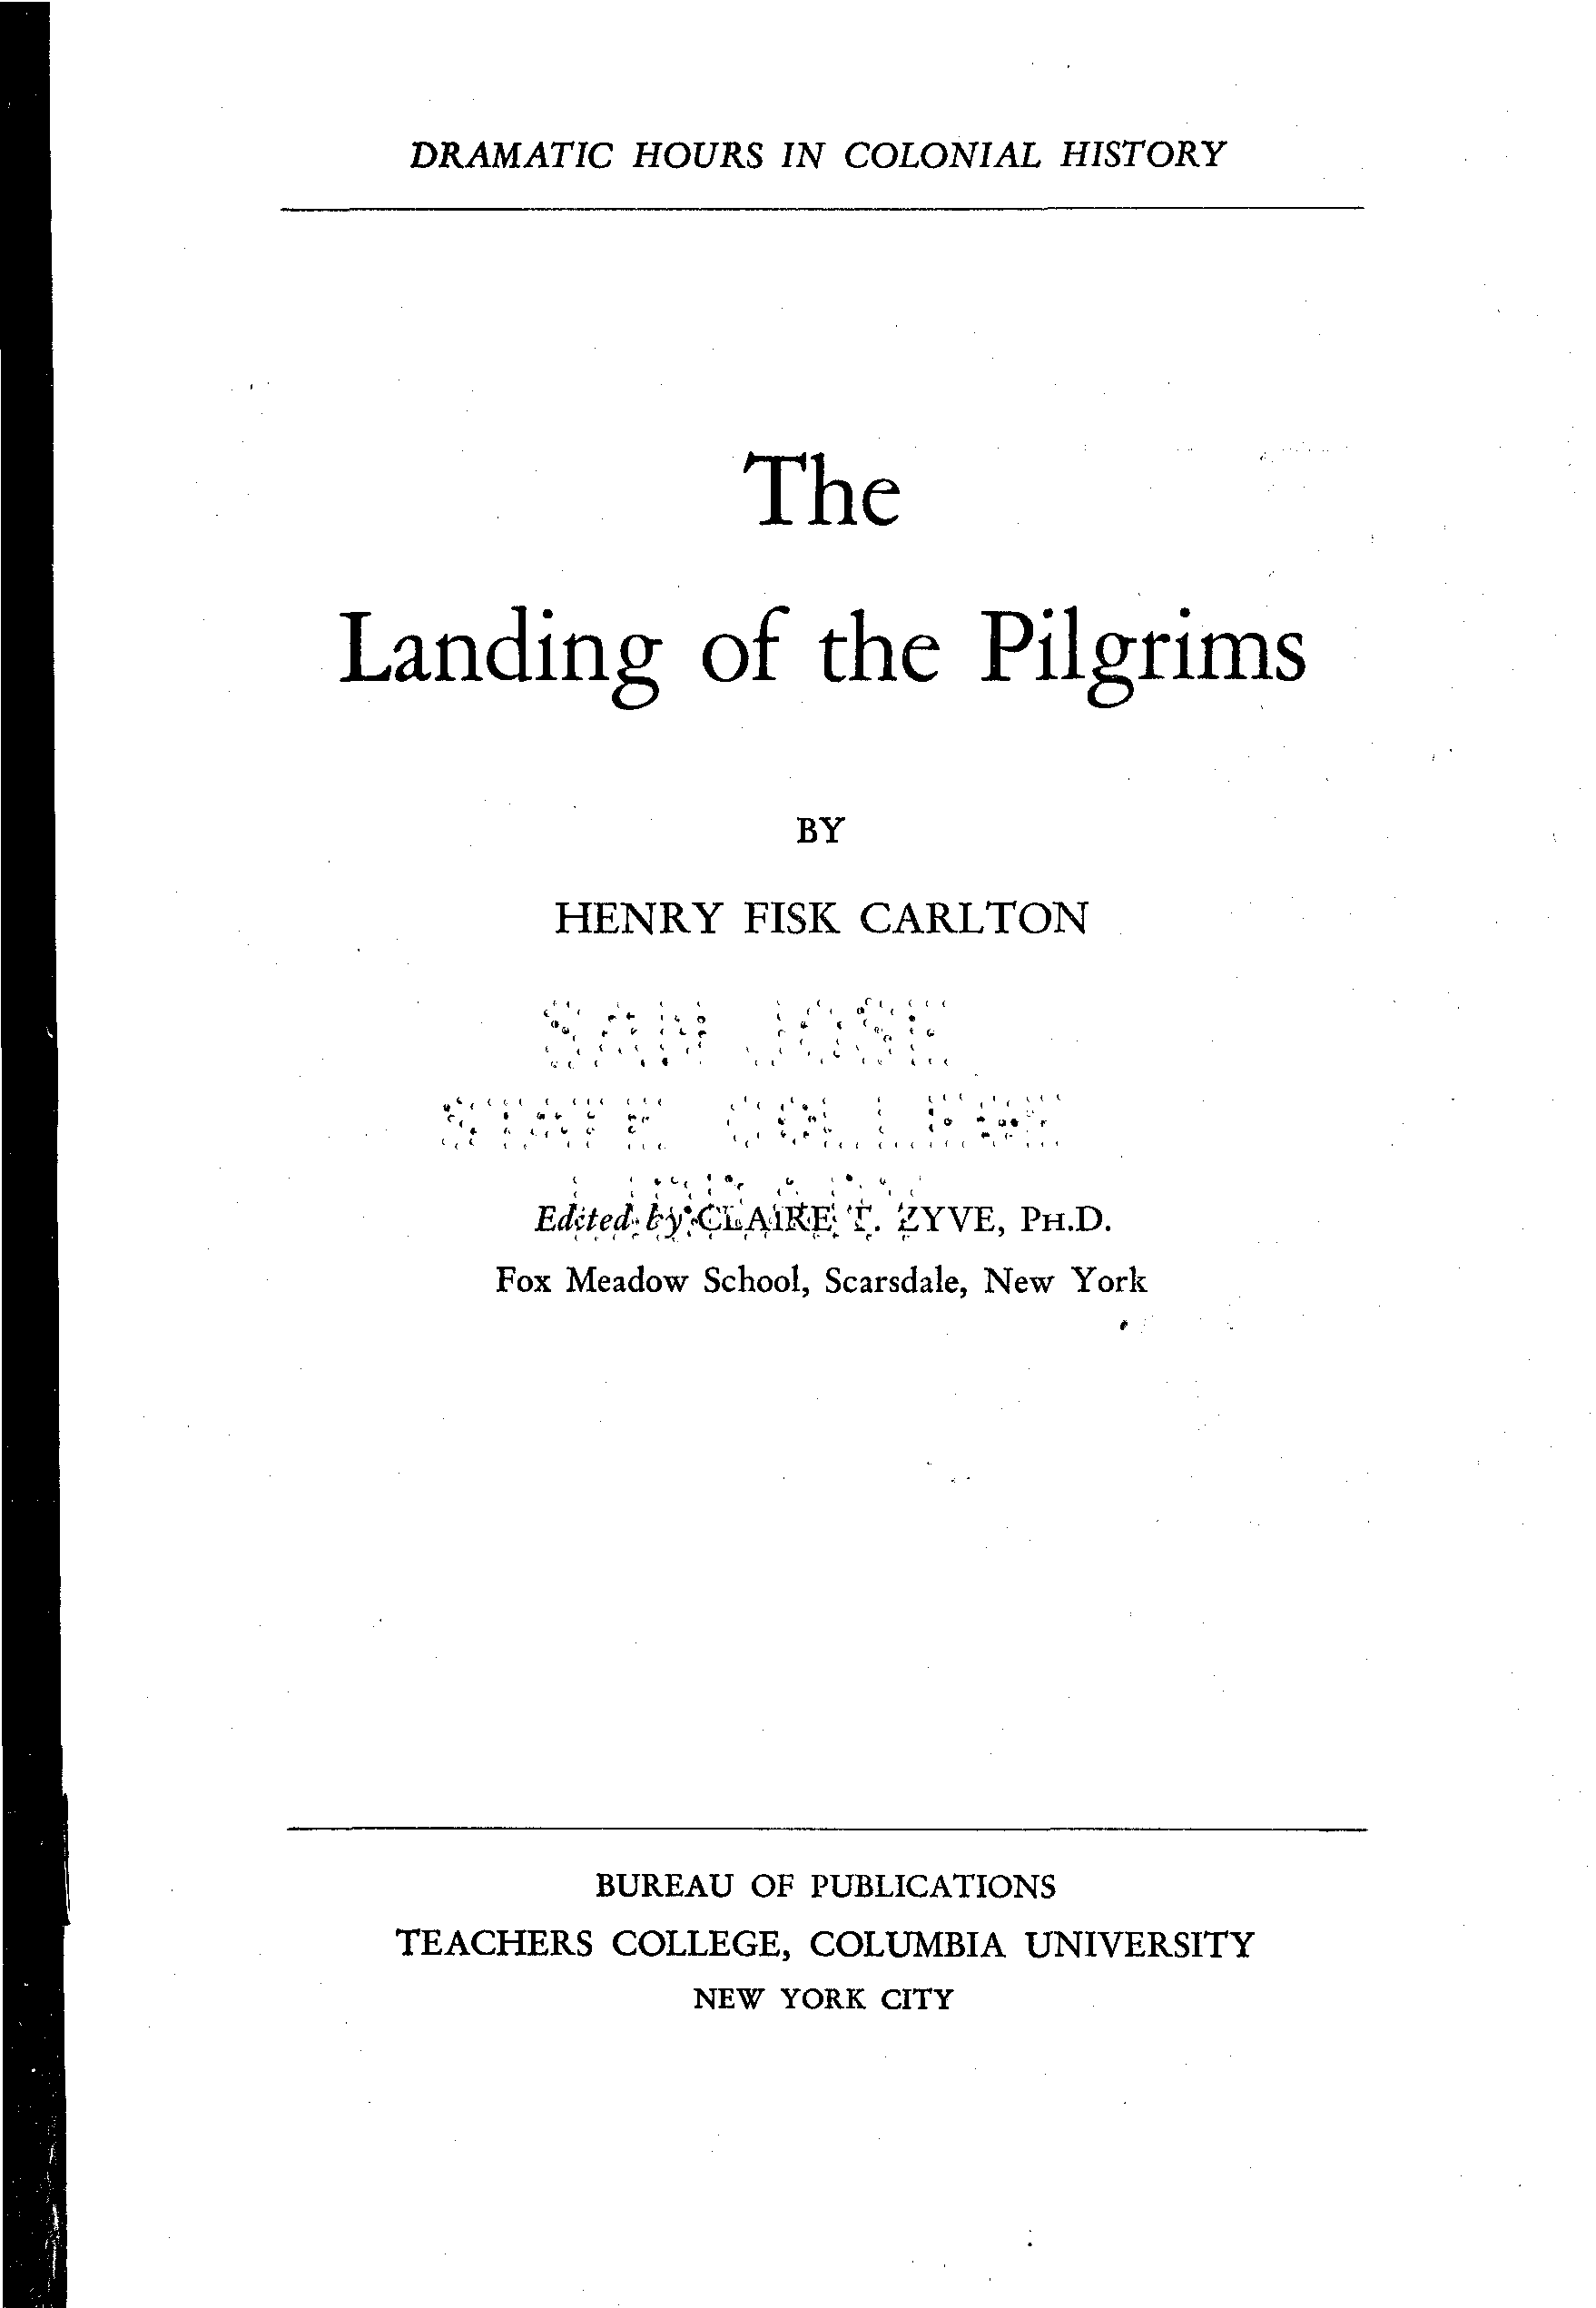 DRAMATIC HOURS IN COLONIAL HISTORY
The
Landing of the Pilgrims
BY
HENRY FISK CARLTON
SAN JOSE
STATE COLLEGE
LIBRARY
Edited by CLAIRE T. ZYVE, PH.D.
Fox Meadow School, Scarsdale, New York
BUREAU OF PUBLICATIONS
TEACHERS COLLEGE, COLUMBIA UNIVERSITY
NEW YORK CITY